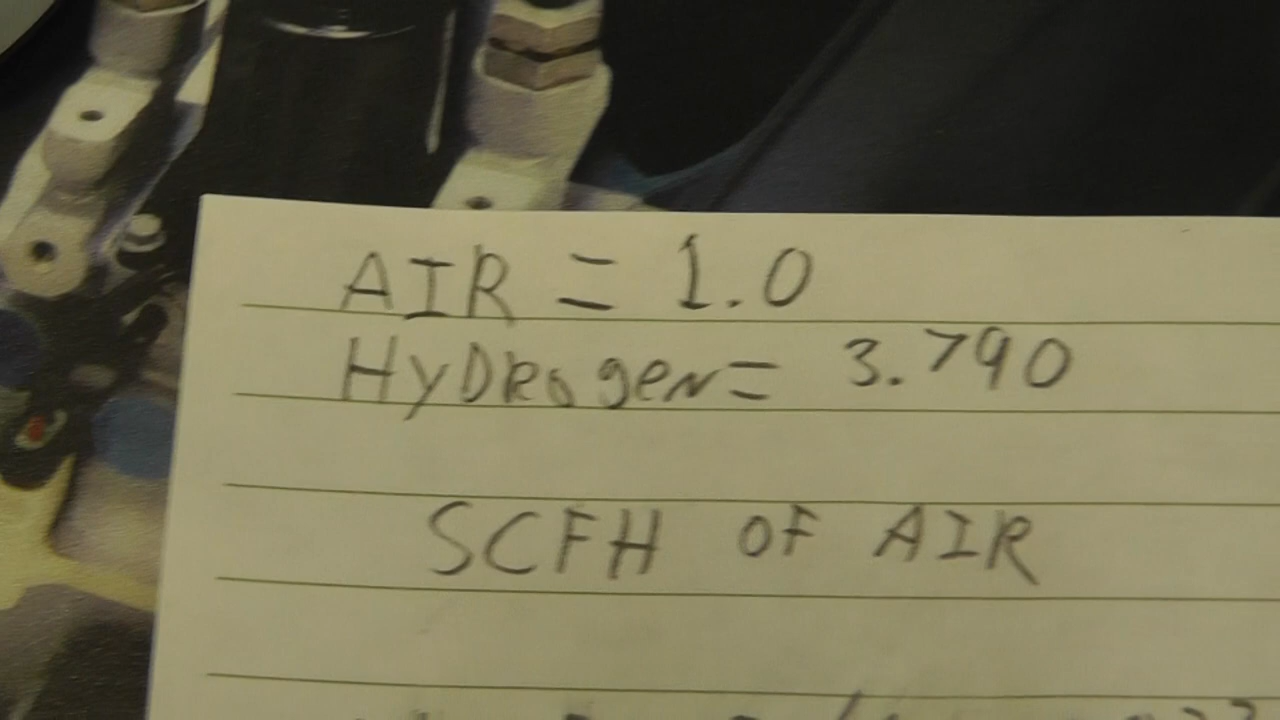 AIR = 1.0
HyDRogen = 3.790
SCFH OF AIR